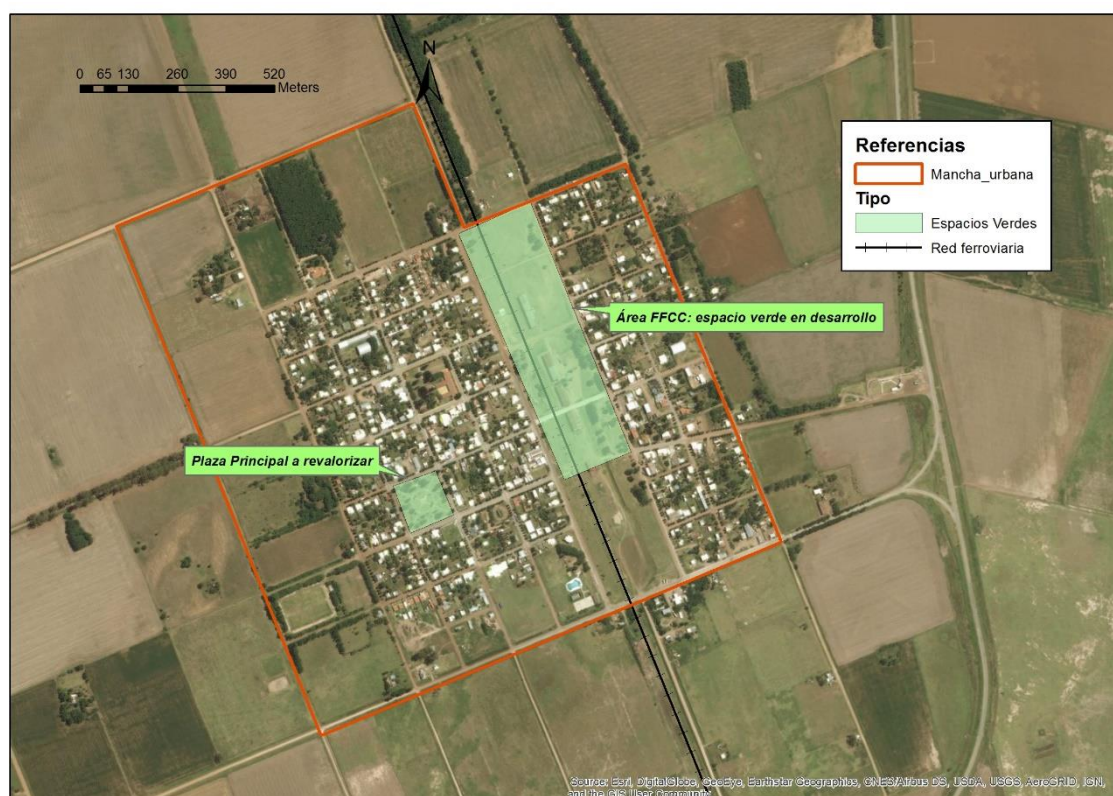 N
0 65 130 260 390 520
Meters
Referencias
Mancha_urbana
Tipo
Espacios Verdes
Red ferroviaria
Área FFCC: espacio verde en desarrollo
Plaza Principal a revalorizar
Source: Esri, DigitalGlobe, GeoEye, Earthstar Geographics, CNES/Airbus DS, USDA, USGS, AeroGRID, IGN,
and the GIS User Community